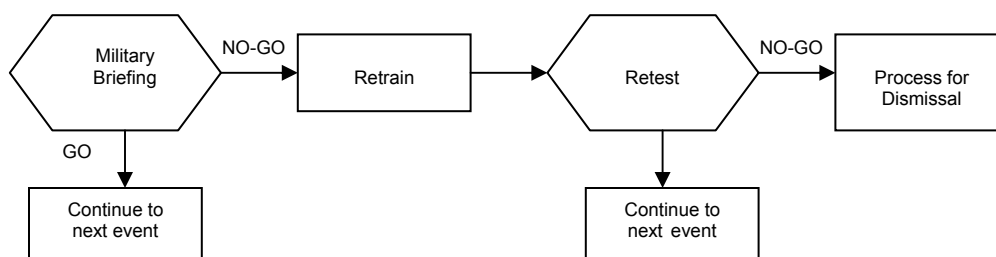 Military
Briefing
NO-GO
Retrain
Retest
NO-GO
Process for
Dismissal
GO
Continue to
next event
Continue to
next event